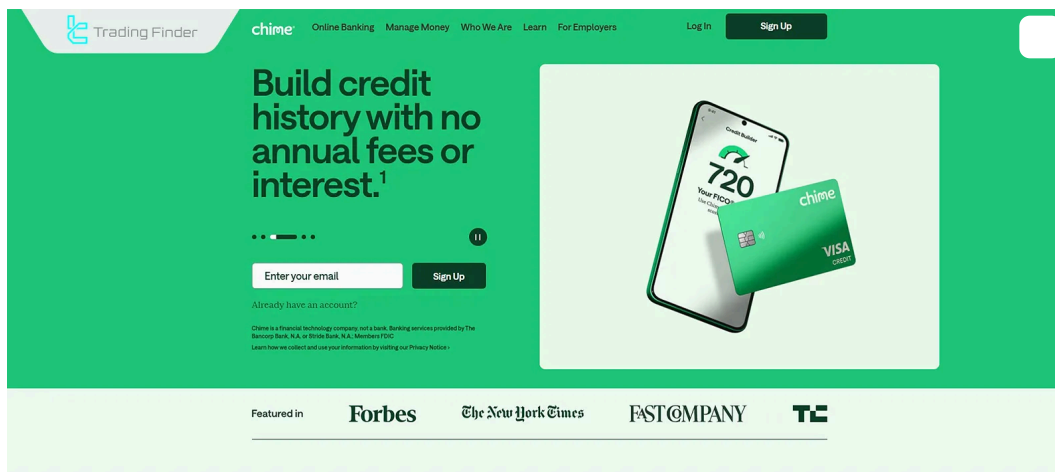 Trading Finder
chime
Online Banking Manage Money Who We Are Learn For Employers
Log In
Sign Up
Build credit
history with no
annual fees or
interest.1
Enter your email
Sign Up
Already have an account?
Chime is a financial technology company, not a bank. Banking services provided by The
Bancorp Bank, N.A. or Stride Bank, N.A.; Members FDIC
Learn how we collect and use your information by visiting our Privacy Notice ›
Credit Builder
720
Your FICO®
Use Chime
chime
VISA
CREDIT
Featured in
Forbes
The New York Times
FAST COMPANY
TC